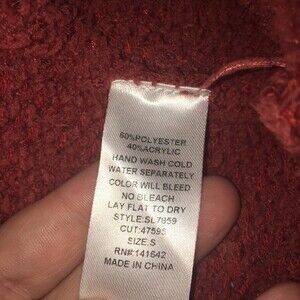 60%POLYESTER
40%ACRYLIC
HAND WASH COLD
WATER SEPARATELY
COLOR WILL BLEED
NO BLEACH
LAY FLAT TO DRY
STYLE:SL7859
CUT:47595
SIZE:S
RN#:141642
MADE IN CHINA